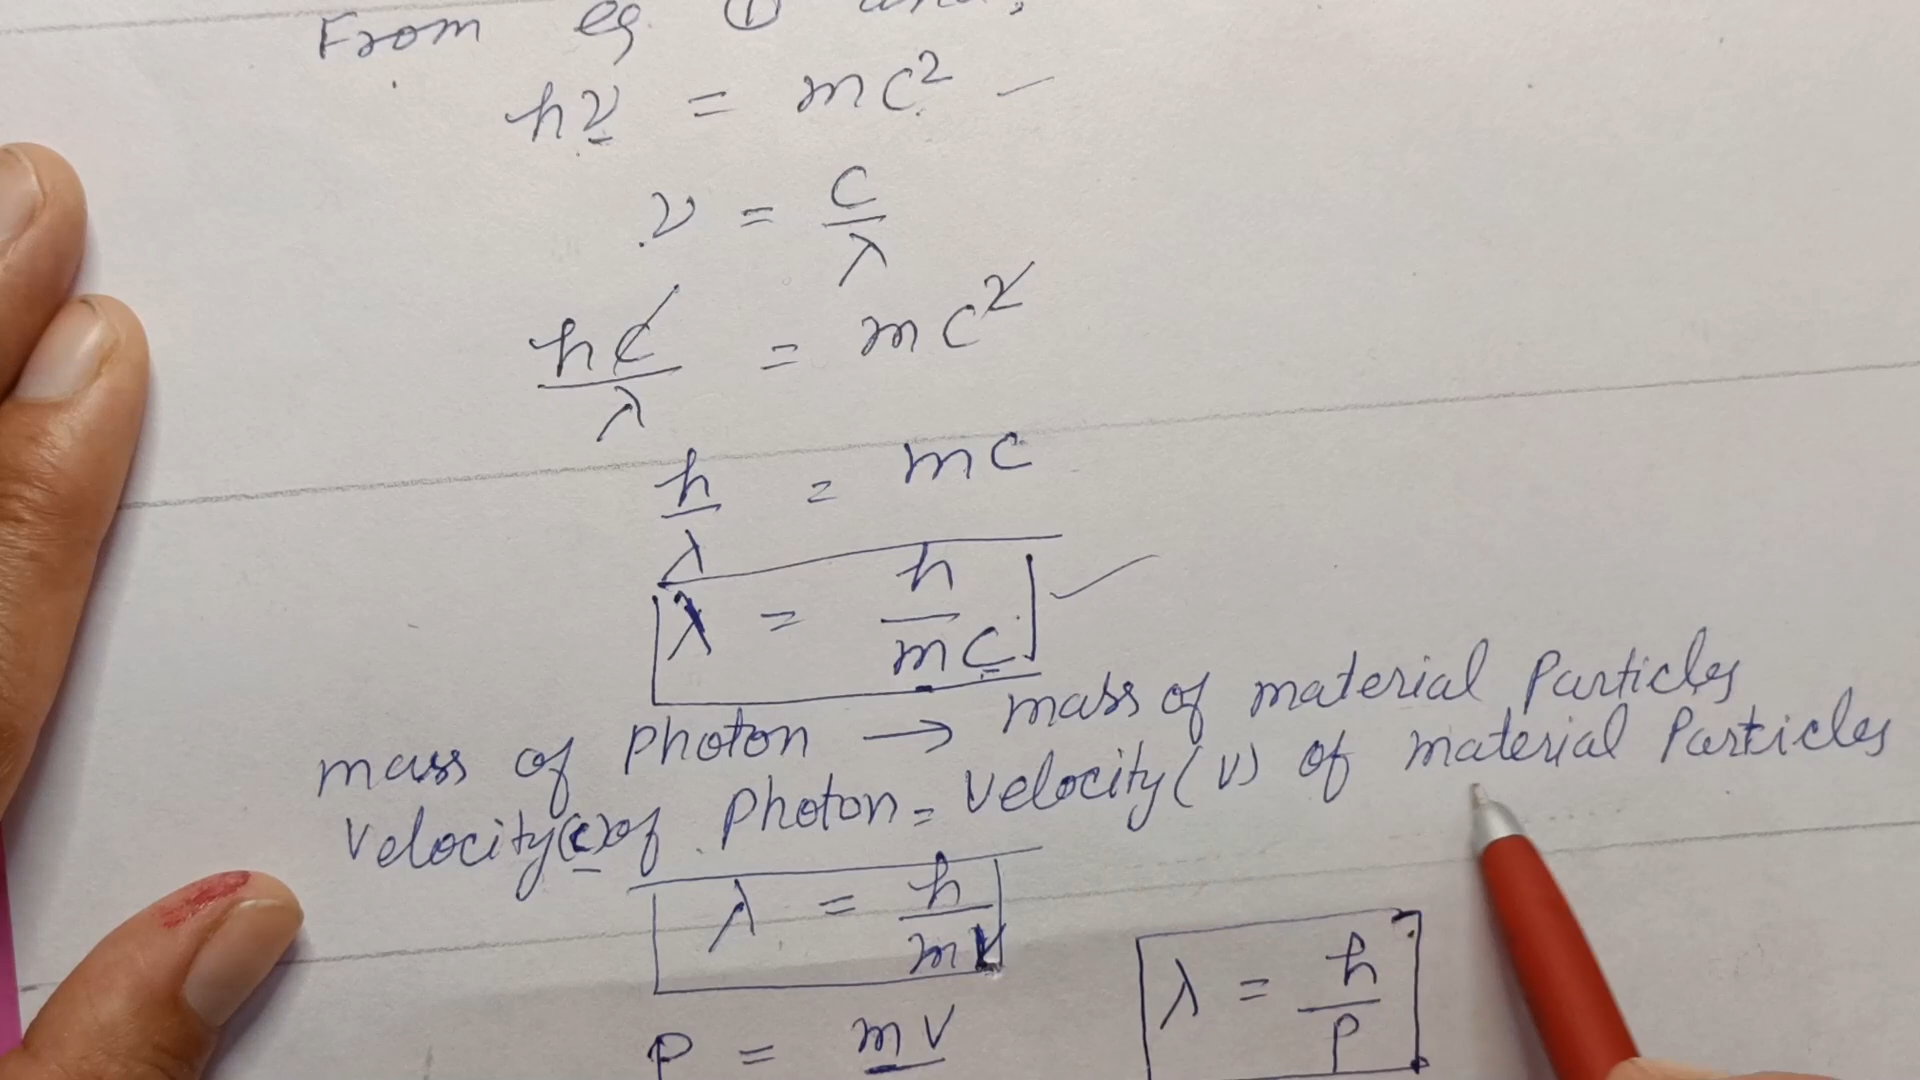 From eq ①
hν = mc²
ν = c/λ
hc/λ = mc²
h/λ = mc
λ = h/mc
mass of photon → mass of material Particles
Velocity(c) of photon = velocity(v) of material Particles
λ = h/mv
P = mv
λ = h/P